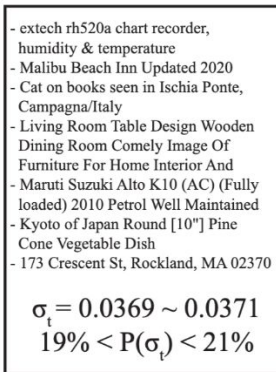 - extech rh520a chart recorder,
humidity & temperature
- Malibu Beach Inn Updated 2020
- Cat on books seen in Ischia Ponte,
Campagna/Italy
- Living Room Table Design Wooden
Dining Room Comely Image Of
Furniture For Home Interior And
- Maruti Suzuki Alto K10 (AC) (Fully
loaded) 2010 Petrol Well Maintained
- Kyoto of Japan Round [10"] Pine
Cone Vegetable Dish
- 173 Crescent St, Rockland, MA 02370
σₜ = 0.0369 ~ 0.0371
19% < P(σₜ) < 21%